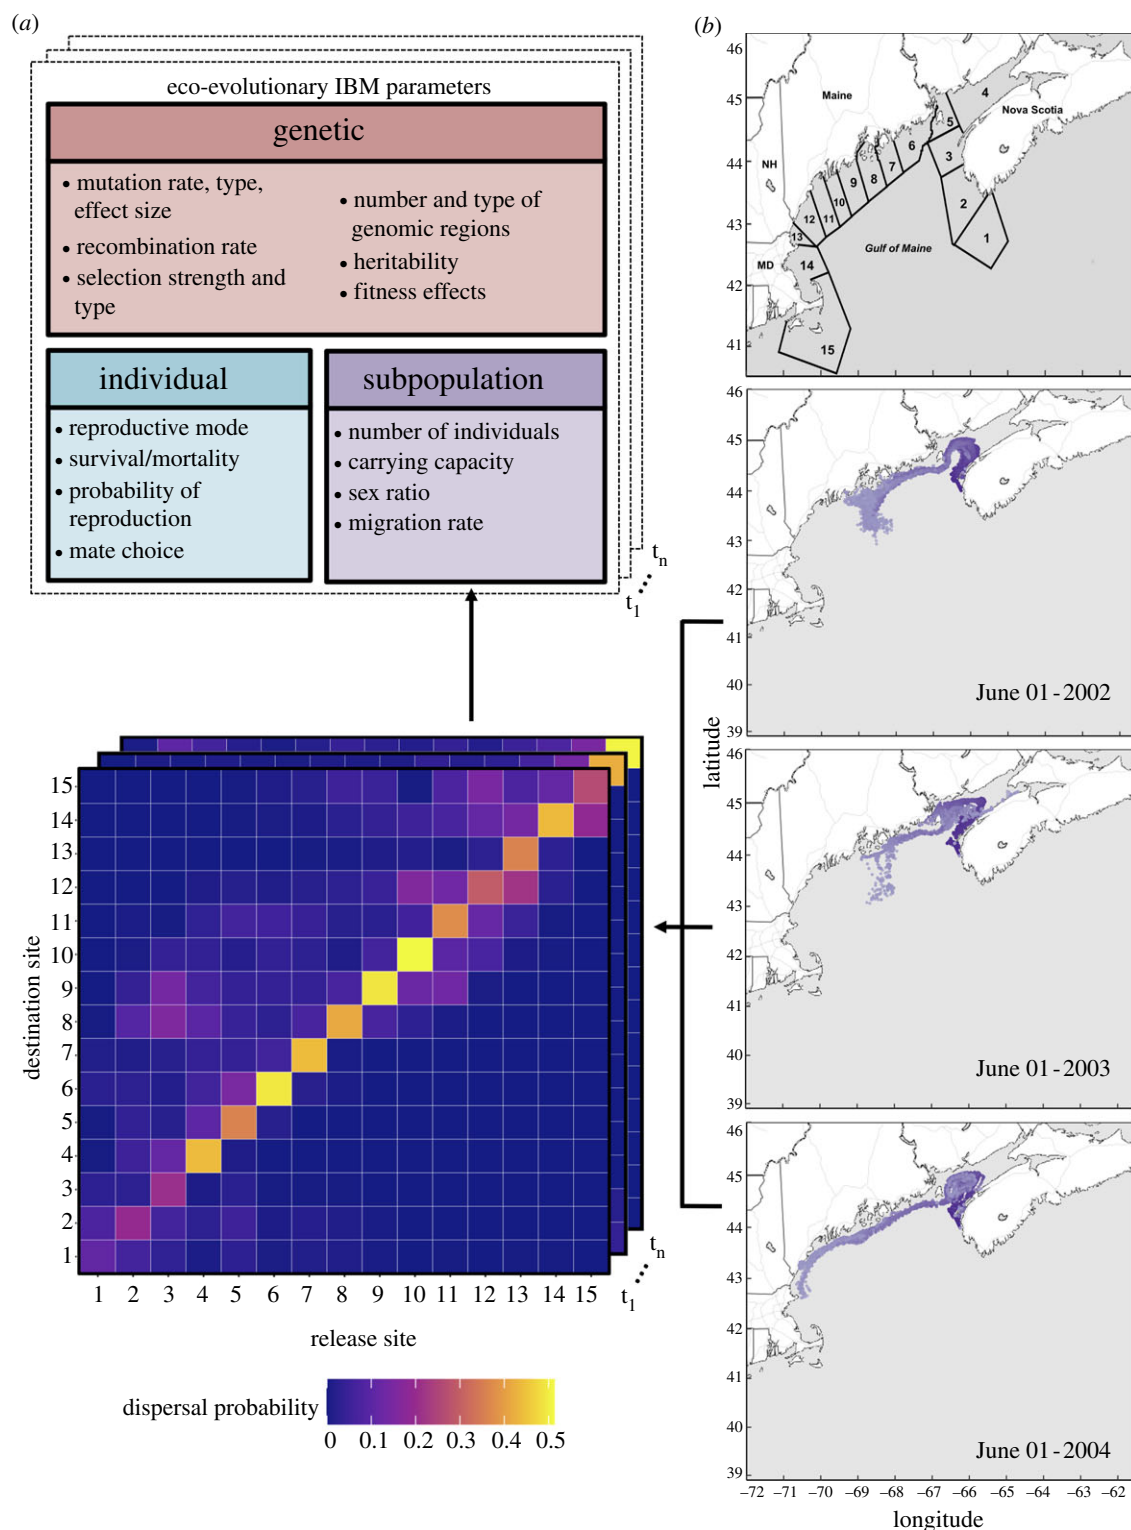 (a)
eco-evolutionary IBM parameters
genetic
• mutation rate, type,
effect size
• recombination rate
• selection strength and
type
• number and type of
genomic regions
• heritability
• fitness effects
individual
• reproductive mode
• survival/mortality
• probability of
reproduction
• mate choice
subpopulation
• number of individuals
• carrying capacity
• sex ratio
• migration rate
t1
tn
destination site
15
14
13
12
11
10
9
8
7
6
5
4
3
2
1
1 2 3 4 5 6 7 8 9 10 11 12 13 14 15
release site
t1
tn
dispersal probability
0 0.1 0.2 0.3 0.4 0.5
(b)
latitude
46
45
44
43
42
41
Maine
Nova Scotia
NH
MD
Gulf of Maine
4
5
3
6
7
8
9
10
11
12
13
14
15
2
1
46
45
44
43
42
41
40
39
June 01-2002
46
45
44
43
42
41
40
39
June 01-2003
46
45
44
43
42
41
40
39
June 01-2004
–72 –71 –70 –69 –68 –67 –66 –65 –64 –63 –62
longitude